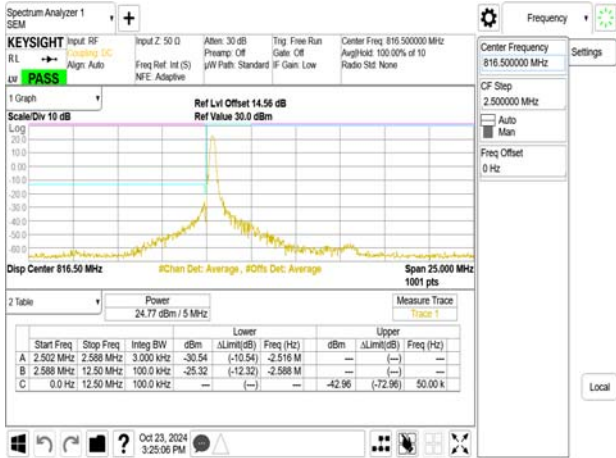 Spectrum Analyzer 1
SEM
Frequency
KEYSIGHT Input: RF
Coupling: DC
Align: Auto
RL
LV PASS
Input Z: 50 Ω
Freq Ref: Int (S)
NFE: Adaptive
Atten: 30 dB
Preamp: Off
µW Path: Standard
Trig: Free Run
Gate: Off
IF Gain: Low
Center Freq: 816.500000 MHz
Avg|Hold: 100.00% of 10
Radio Std: None
Center Frequency
816.500000 MHz
Settings
CF Step
2.500000 MHz
Auto
Man
Freq Offset
0 Hz
Local
1 Graph
Scale/Div 10 dB
Ref Lvl Offset 14.56 dB
Ref Value 30.0 dBm
Log
20.0
10.0
0.00
-10.0
-20.0
-30.0
-40.0
-50.0
-60.0
Disp Center 816.50 MHz
#Chan Det: Average , #Offs Det: Average
Span 25.000 MHz
1001 pts
2 Table
Power
24.77 dBm / 5 MHz
Measure Trace
Trace 1
Lower Upper
Start Freq Stop Freq Integ BW dBm ΔLimit(dB) Freq (Hz) dBm ΔLimit(dB) Freq (Hz)
A 2.502 MHz 2.588 MHz 3.000 kHz -30.54 (-10.54) -2.516 M --- (---) ---
B 2.588 MHz 12.50 MHz 100.0 kHz -25.32 (-12.32) -2.588 M --- (---) ---
C 0.0 Hz 12.50 MHz 100.0 kHz --- (---) --- -42.96 (-72.96) 50.00 k
Oct 23, 2024
3:25:06 PM